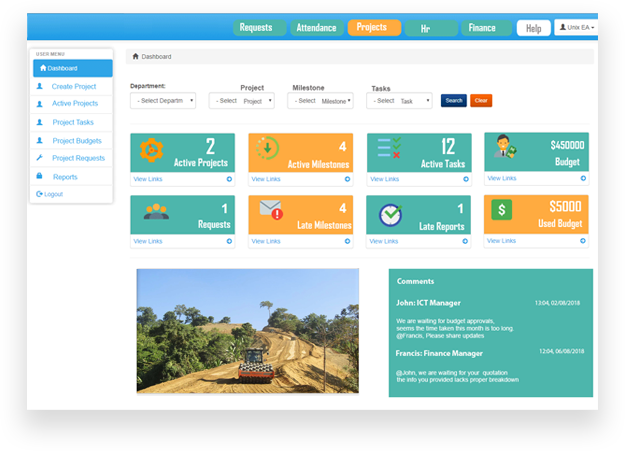 Requests Attendance Projects Hr Finance Help Unix EA
USER MENU
Dashboard
Create Project
Active Projects
Project Tasks
Project Budgets
Project Requests
Reports
Logout
Dashboard
Department: Project Milestone Tasks
- Select Departm - Select Project - Select Milestone - Select Task Search Clear
2 4 12 $450000
Active Projects Active Milestones Active Tasks Budget
View Links View Links View Links View Links
1 4 1 $5000
Requests Late Milestones Late Reports Used Budget
View Links View Links View Links View Links
Comments
John: ICT Manager 13:04, 02/08/2018
We are waiting for budget approvals,
seems the time taken this month is too long.
@Francis, Please share updates
Francis: Finance Manager 12:04, 06/08/2018
@John, we are waiting for your quotation
the info you provided lacks proper breakdown